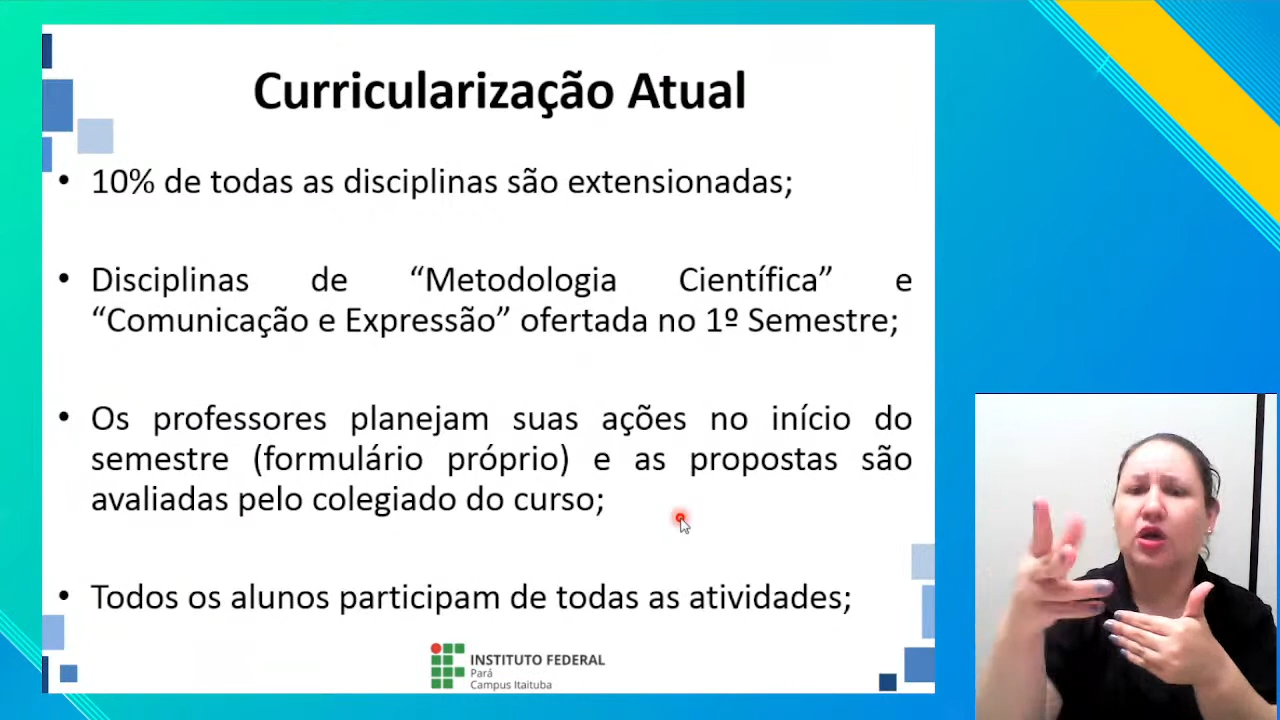 Curricularização Atual
• 10% de todas as disciplinas são extensionadas;
• Disciplinas de “Metodologia Científica” e
“Comunicação e Expressão” ofertada no 1º Semestre;
• Os professores planejam suas ações no início do
semestre (formulário próprio) e as propostas são
avaliadas pelo colegiado do curso;
• Todos os alunos participam de todas as atividades;
INSTITUTO FEDERAL
Pará
Campus Itaituba